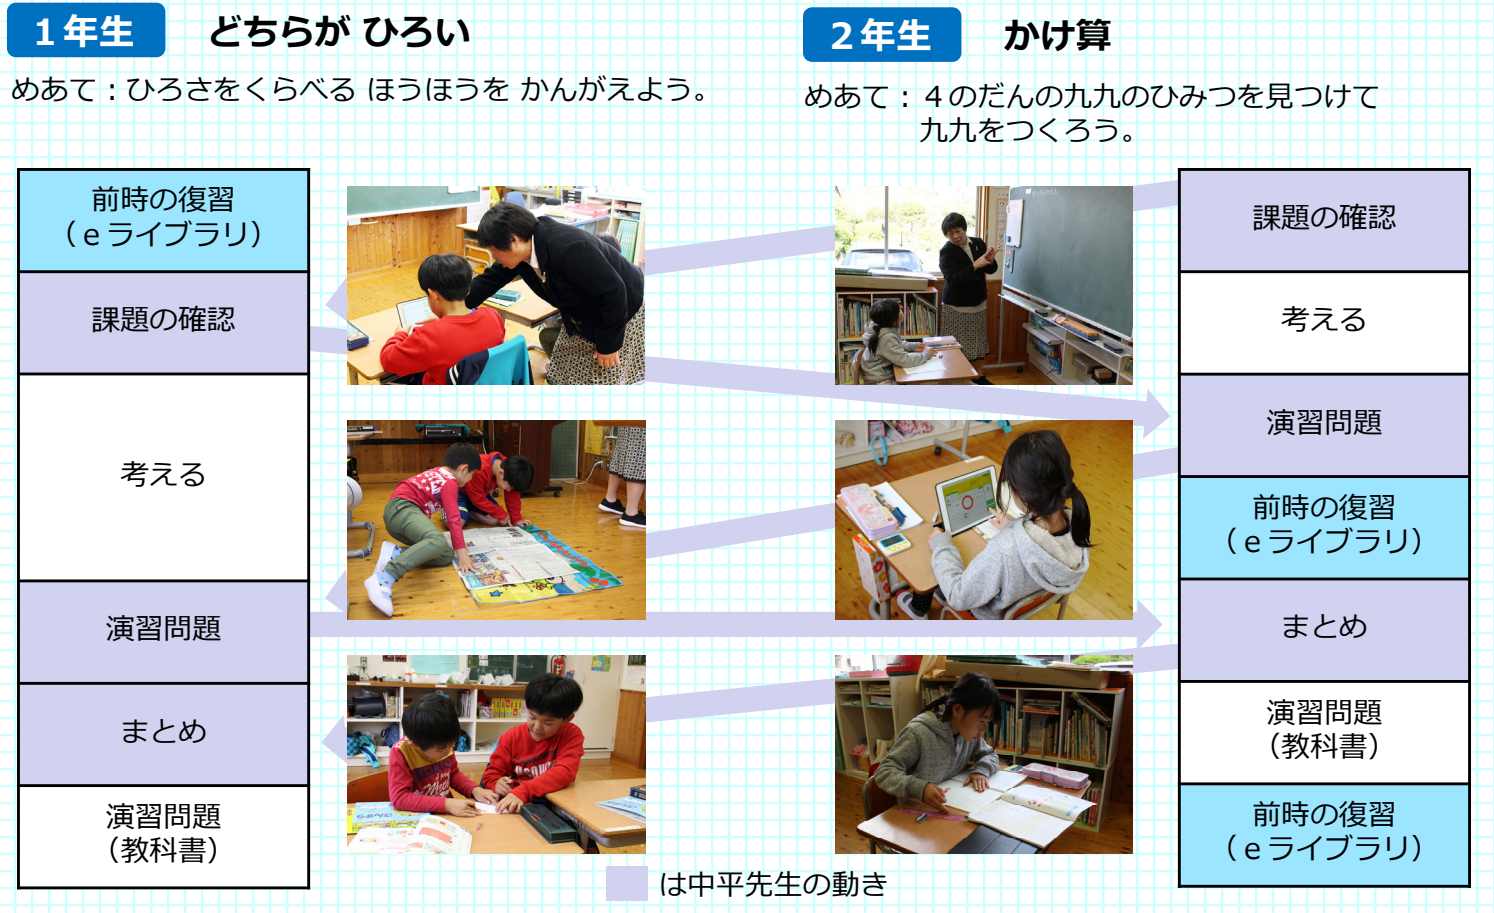 １年生
どちらが ひろい
めあて：ひろさをくらべる ほうほうを かんがえよう。
前時の復習
（ｅライブラリ）
課題の確認
考える
演習問題
まとめ
演習問題
（教科書）
２年生
かけ算
めあて：４のだんの九九のひみつを見つけて
九九をつくろう。
課題の確認
考える
演習問題
前時の復習
（ｅライブラリ）
まとめ
演習問題
（教科書）
前時の復習
（ｅライブラリ）
は中平先生の動き